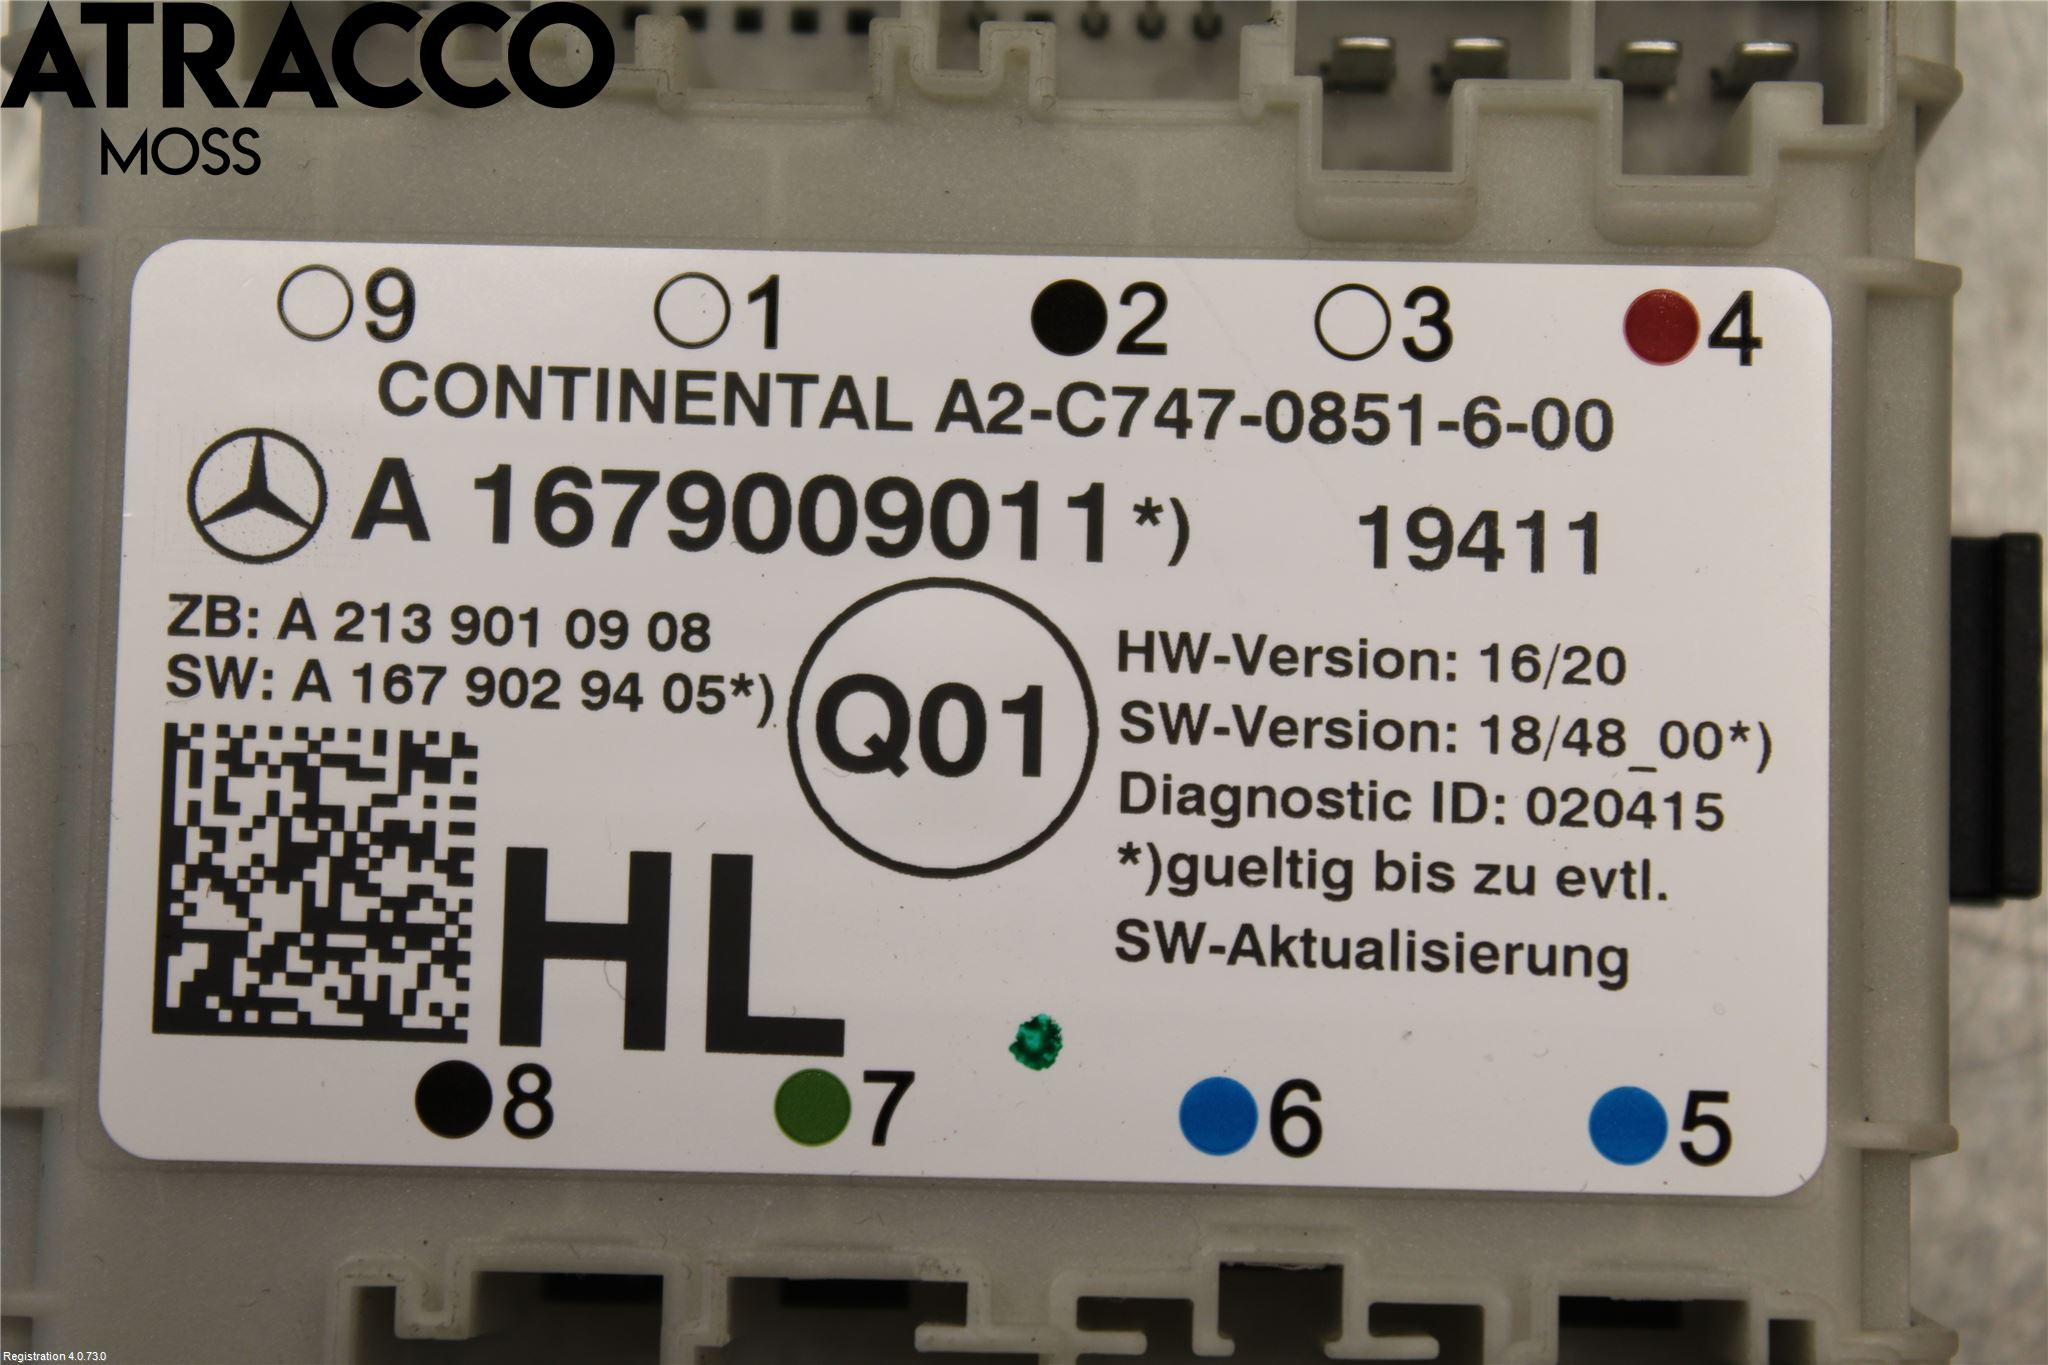 ATRACCO
MOSS
9 1 2 3 4
CONTINENTAL A2-C747-0851-6-00
A 1679009011*) 19411
ZB: A 213 901 09 08
SW: A 167 902 94 05*)
Q01
HW-Version: 16/20
SW-Version: 18/48_00*)
Diagnostic ID: 020415
*)gueltig bis zu evtl.
SW-Aktualisierung
HL
8 7 6 5
Registration 4.0.73.0